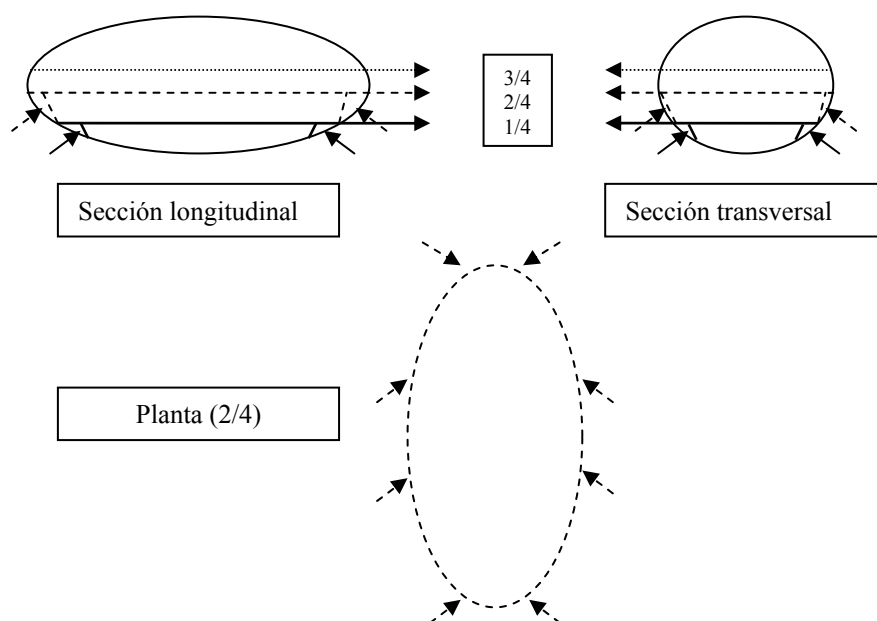 3/4
2/4
1/4
Sección longitudinal
Sección transversal
Planta (2/4)